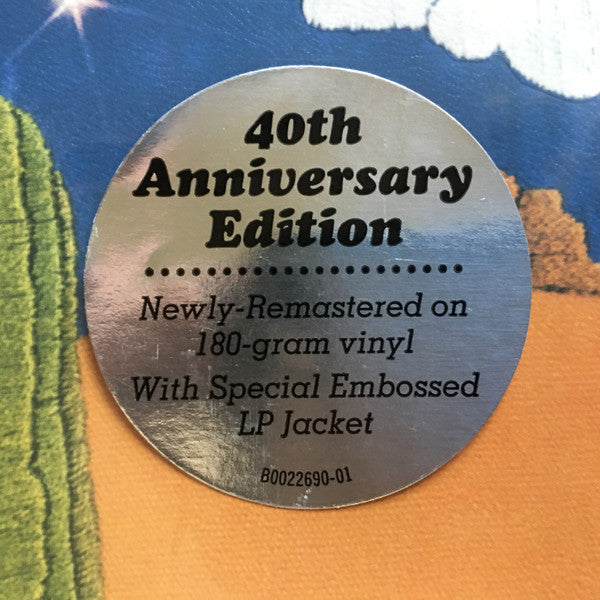 40th
Anniversary
Edition
Newly-Remastered on
180-gram vinyl
With Special Embossed
LP Jacket
B0022690-01